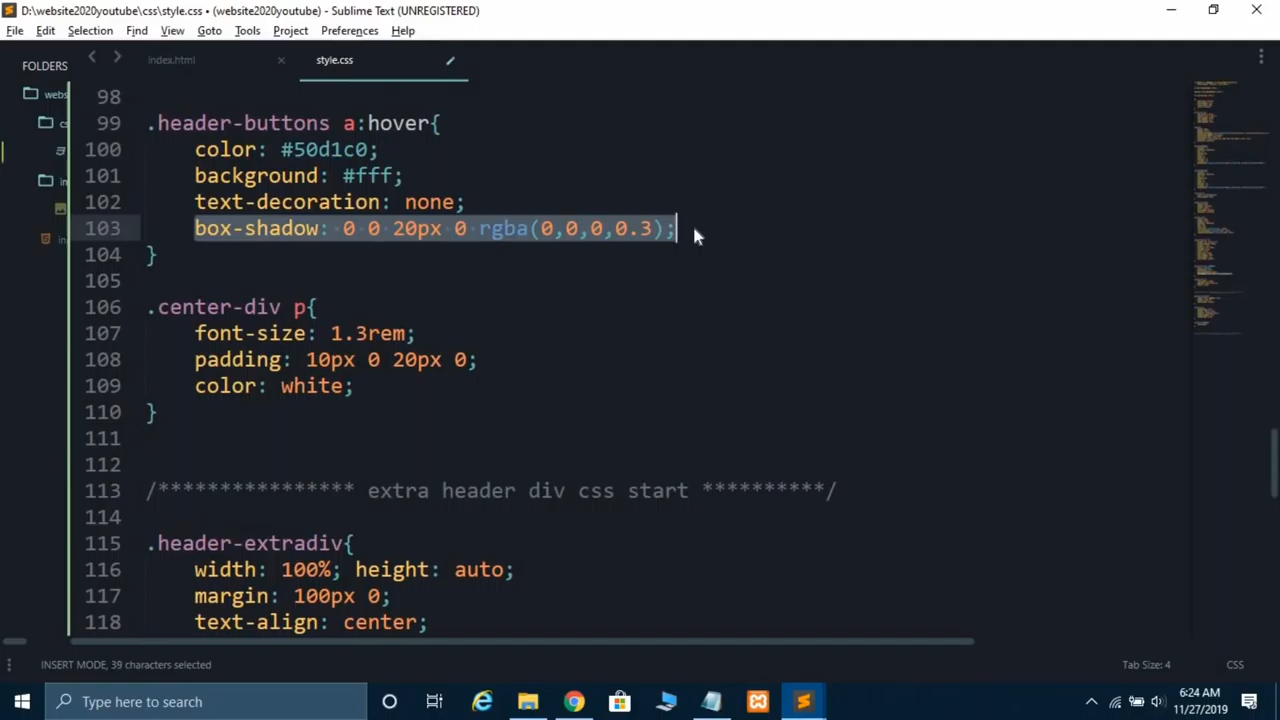 D:\website2020youtube\css\style.css • (website2020youtube) - Sublime Text (UNREGISTERED)
File Edit Selection Find View Goto Tools Project Preferences Help
FOLDERS
index.html
style.css
webs
98
99 .header-buttons a:hover{
100 color: #50d1c0;
101 background: #fff;
102 text-decoration: none;
103 box-shadow: 0 0 20px 0 rgba(0,0,0,0.3);
104 }
105
106 .center-div p{
107 font-size: 1.3rem;
108 padding: 10px 0 20px 0;
109 color: white;
110 }
111
112
113 /*************** extra header div css start **********/
114
115 .header-extradiv{
116 width: 100%; height: auto;
117 margin: 100px 0;
118 text-align: center;
INSERT MODE, 39 characters selected
Tab Size: 4
CSS
Type here to search
6:24 AM
11/27/2019